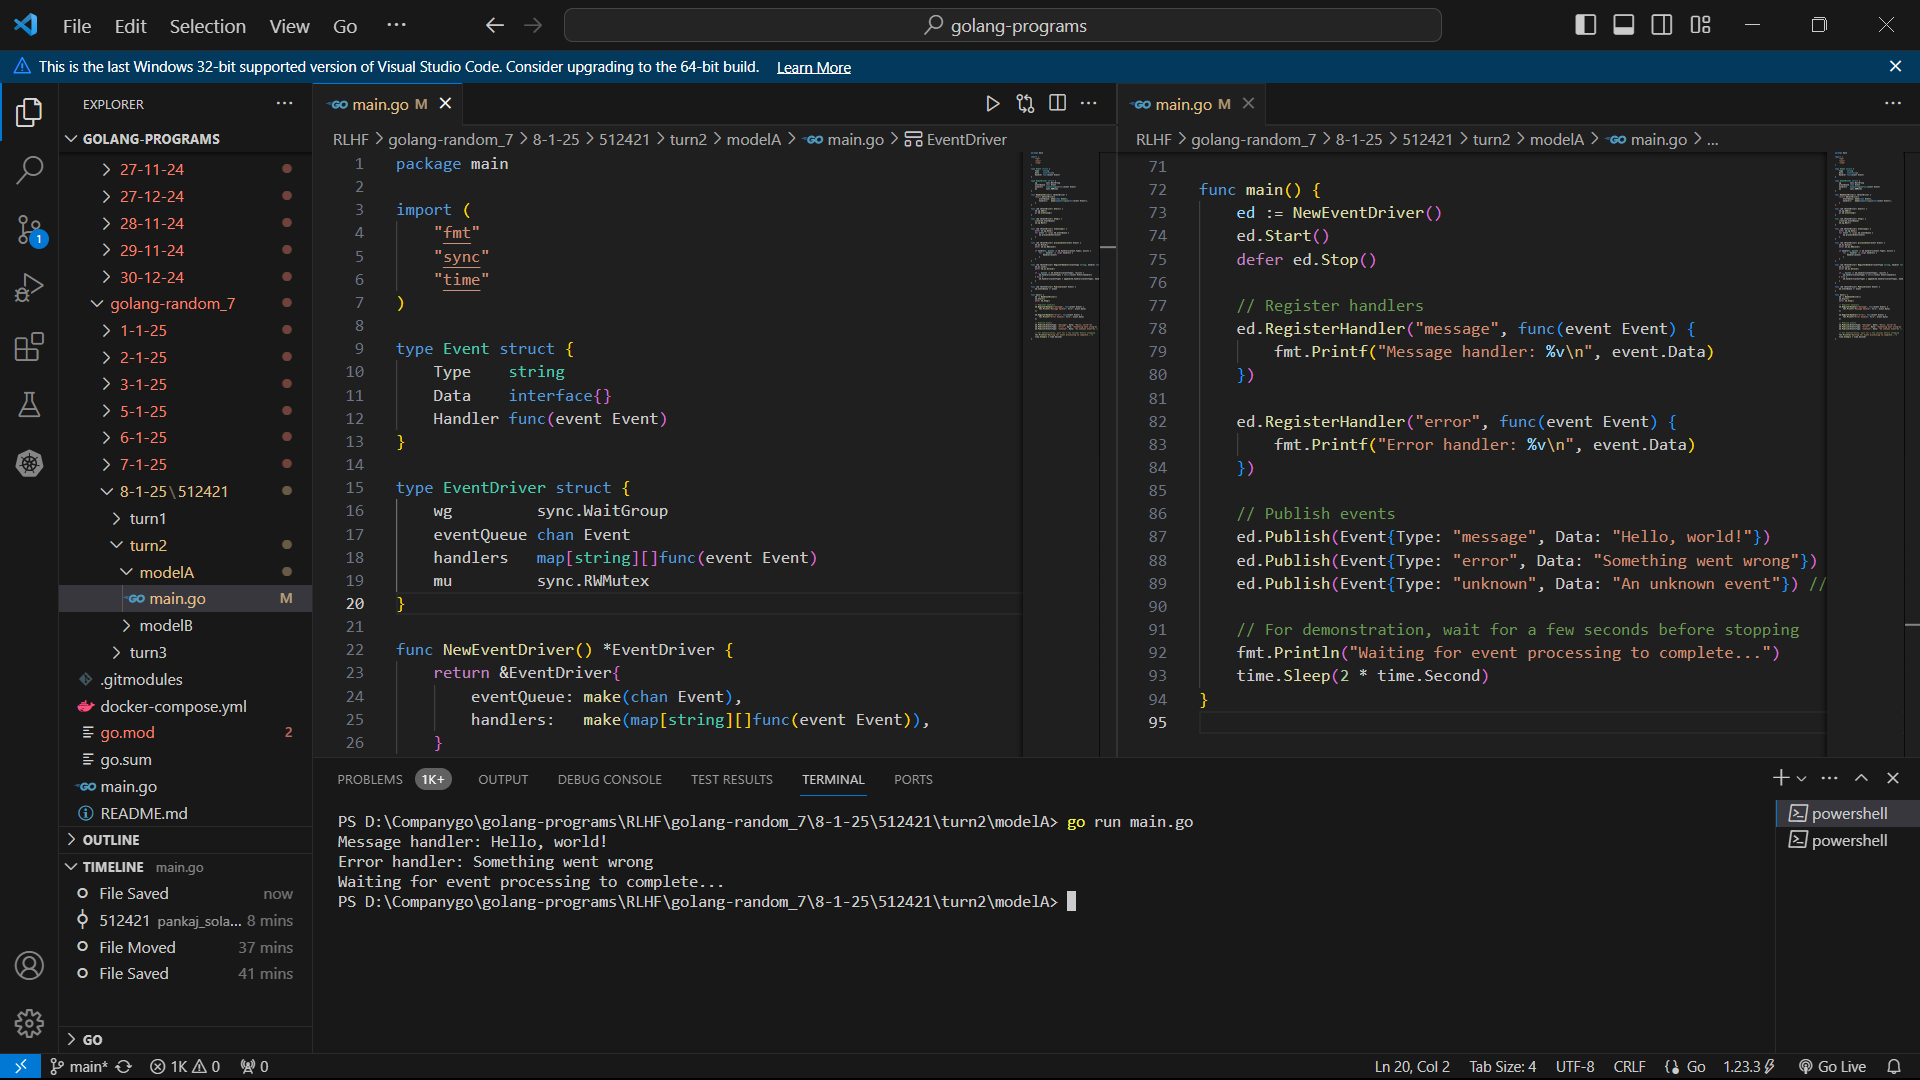 File Edit Selection View Go ...
golang-programs
This is the last Windows 32-bit supported version of Visual Studio Code. Consider upgrading to the 64-bit build. Learn More
EXPLORER
GOLANG-PROGRAMS
27-11-24
27-12-24
28-11-24
29-11-24
30-12-24
golang-random_7
1-1-25
2-1-25
3-1-25
5-1-25
6-1-25
7-1-25
8-1-25\512421
turn1
turn2
modelA
main.go M
modelB
turn3
.gitmodules
docker-compose.yml
go.mod 2
go.sum
main.go
README.md
OUTLINE
TIMELINE main.go
File Saved now
512421 pankaj_sola... 8 mins
File Moved 37 mins
File Saved 41 mins
GO
1
main.go M
RLHF > golang-random_7 > 8-1-25 > 512421 > turn2 > modelA > main.go > EventDriver
1 package main
2
3 import (
4 "fmt"
5 "sync"
6 "time"
7 )
8
9 type Event struct {
10 Type string
11 Data interface{}
12 Handler func(event Event)
13 }
14
15 type EventDriver struct {
16 wg sync.WaitGroup
17 eventQueue chan Event
18 handlers map[string][]func(event Event)
19 mu sync.RWMutex
20 }
21
22 func NewEventDriver() *EventDriver {
23 return &EventDriver{
24 eventQueue: make(chan Event),
25 handlers: make(map[string][]func(event Event)),
26 }
main.go M
RLHF > golang-random_7 > 8-1-25 > 512421 > turn2 > modelA > main.go > ...
71
72 func main() {
73 ed := NewEventDriver()
74 ed.Start()
75 defer ed.Stop()
76
77 // Register handlers
78 ed.RegisterHandler("message", func(event Event) {
79 fmt.Printf("Message handler: %v\n", event.Data)
80 })
81
82 ed.RegisterHandler("error", func(event Event) {
83 fmt.Printf("Error handler: %v\n", event.Data)
84 })
85
86 // Publish events
87 ed.Publish(Event{Type: "message", Data: "Hello, world!"})
88 ed.Publish(Event{Type: "error", Data: "Something went wrong"})
89 ed.Publish(Event{Type: "unknown", Data: "An unknown event"}) //
90
91 // For demonstration, wait for a few seconds before stopping
92 fmt.Println("Waiting for event processing to complete...")
93 time.Sleep(2 * time.Second)
94 }
95
PROBLEMS 1K+ OUTPUT DEBUG CONSOLE TEST RESULTS TERMINAL PORTS
PS D:\Companygo\golang-programs\RLHF\golang-random_7\8-1-25\512421\turn2\modelA> go run main.go
Message handler: Hello, world!
Error handler: Something went wrong
Waiting for event processing to complete...
PS D:\Companygo\golang-programs\RLHF\golang-random_7\8-1-25\512421\turn2\modelA>
powershell
powershell
main* 1K 0 0 Ln 20, Col 2 Tab Size: 4 UTF-8 CRLF Go 1.23.3 Go Live